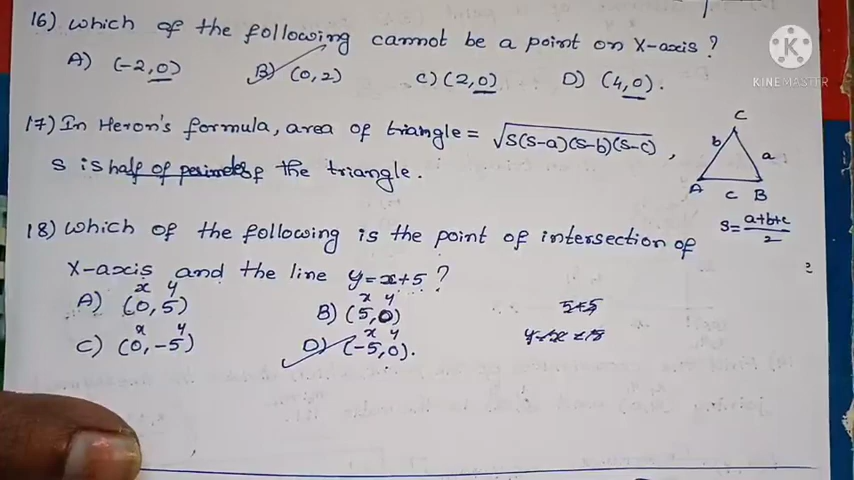 16) Which of the following cannot be a point on X-axis ?
A) (-2,0) B) (0,2) C) (2,0) D) (4,0).
K
KINEMASTER
17) In Heron's formula, area of triangle = √S(S-a)(S-b)(S-c) ,
S is half of perimeter of the triangle.
C
b a
A c B
S = a+b+c/2
18) Which of the following is the point of intersection of
X-axis and the line y=x+5 ?
x y
A) (0,5)
x y
B) (5,0)
x y
C) (0,-5)
x y
D) (-5,0).